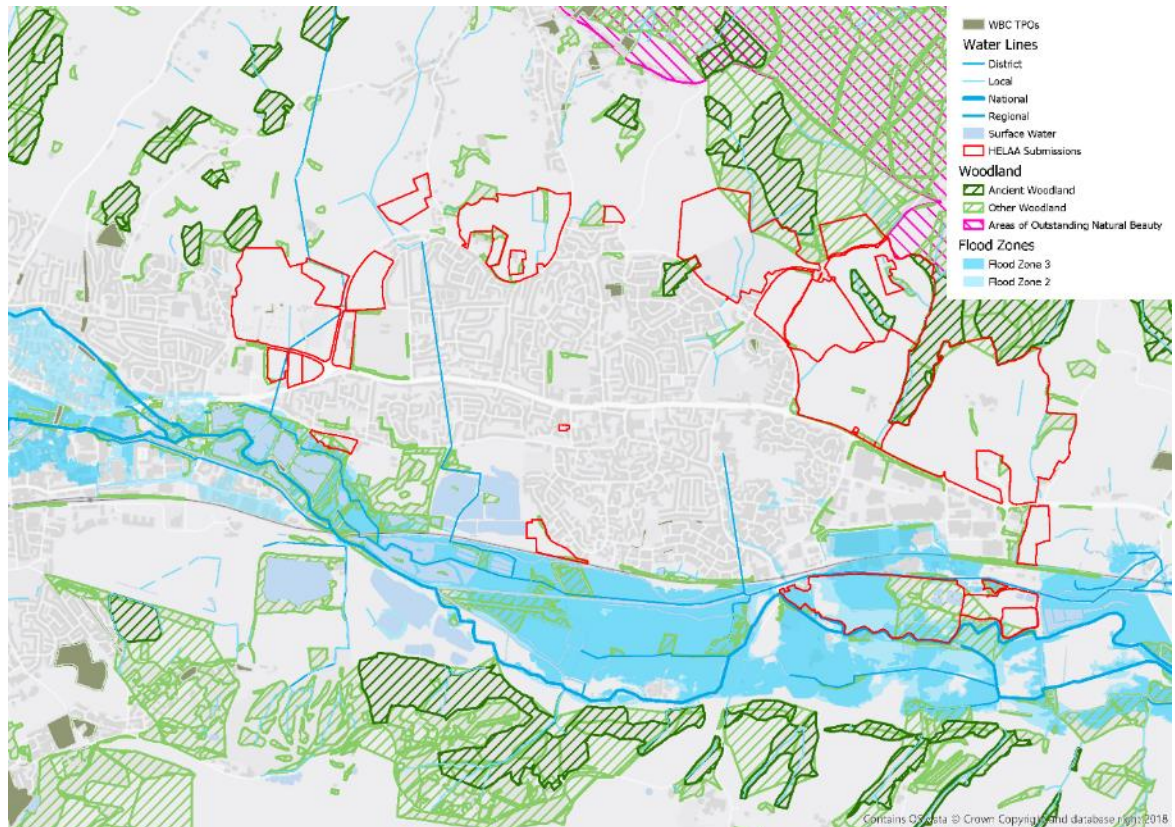 WBC TPOs
Water Lines
District
Local
National
Regional
Surface Water
HELAA Submissions
Woodland
Ancient Woodland
Other Woodland
Areas of Outstanding Natural Beauty
Flood Zones
Flood Zone 3
Flood Zone 2
Contains OS data © Crown Copyright and database right 2018